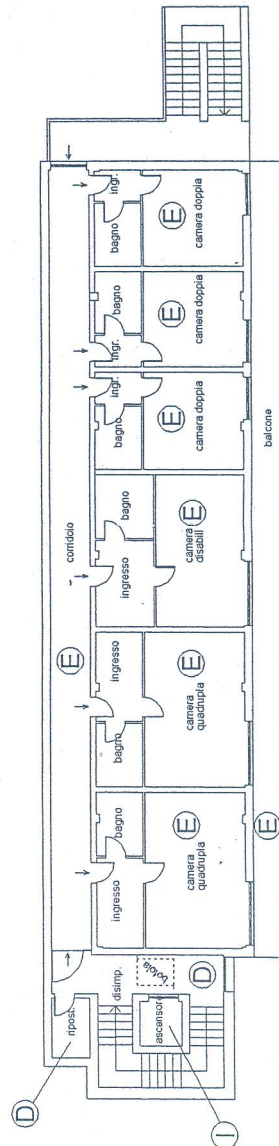 ingr.
bagno
E
camera doppia
bagno
ingr.
E
camera doppia
ingr.
bagno
E
camera doppia
balcone
corridoio
E
bagno
ingresso
camera
disabili
E
ingresso
bagno
camera
quadrupla
E
bagno
ingresso
camera
quadrupla
E
E
disimp.
botola
D
ripost.
ascensore
D
I